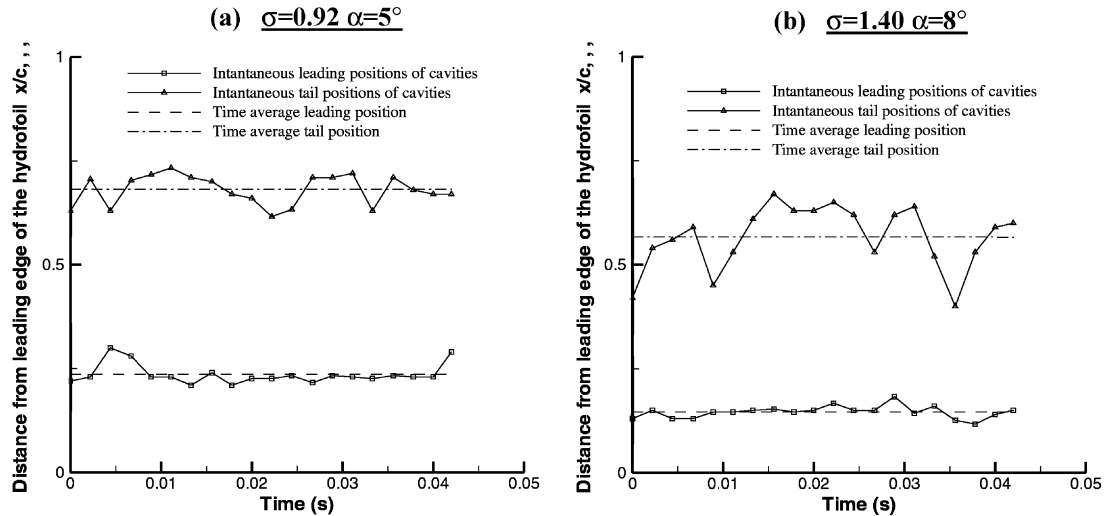 (a) σ=0.92 α=5°
Distance from leading edge of the hydrofoil x/c, , ,
1
0.5
0
Intantaneous leading positions of cavities
Intantaneous tail positions of cavities
Time average leading position
Time average tail position
0 0.01 0.02 0.03 0.04 0.05
Time (s)
(b) σ=1.40 α=8°
Distance from leading edge of the hydrofoil x/c, , ,
1
0.5
0
Intantaneous leading positions of cavities
Intantaneous tail positions of cavities
Time average leading position
Time average tail position
0 0.01 0.02 0.03 0.04 0.05
Time (s)